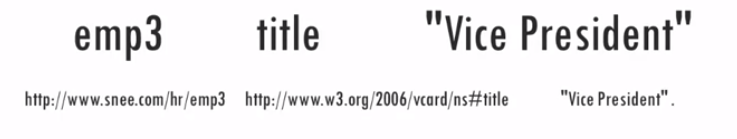 emp3 title "Vice President"
http://www.snee.com/hr/emp3 http://www.w3.org/2006/vcard/ns#title "Vice President" .